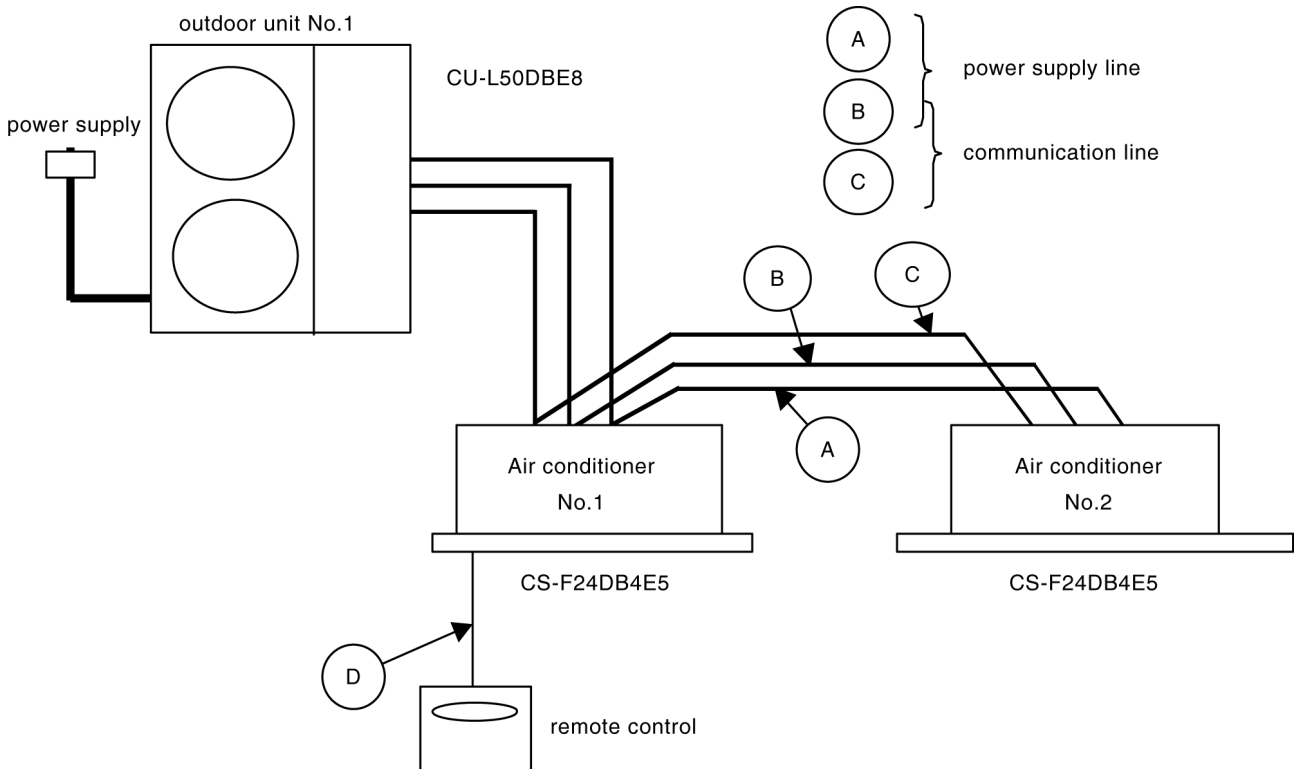 outdoor unit No.1
CU-L50DBE8
power supply
A
B
C
power supply line
communication line
B
C
A
Air conditioner
No.1
Air conditioner
No.2
CS-F24DB4E5
CS-F24DB4E5
D
remote control